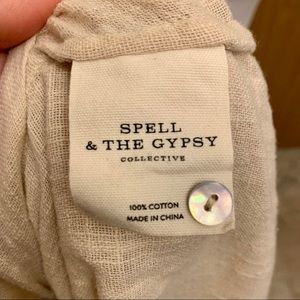 SPELL
& THE GYPSY
COLLECTIVE
100% COTTON
MADE IN CHINA